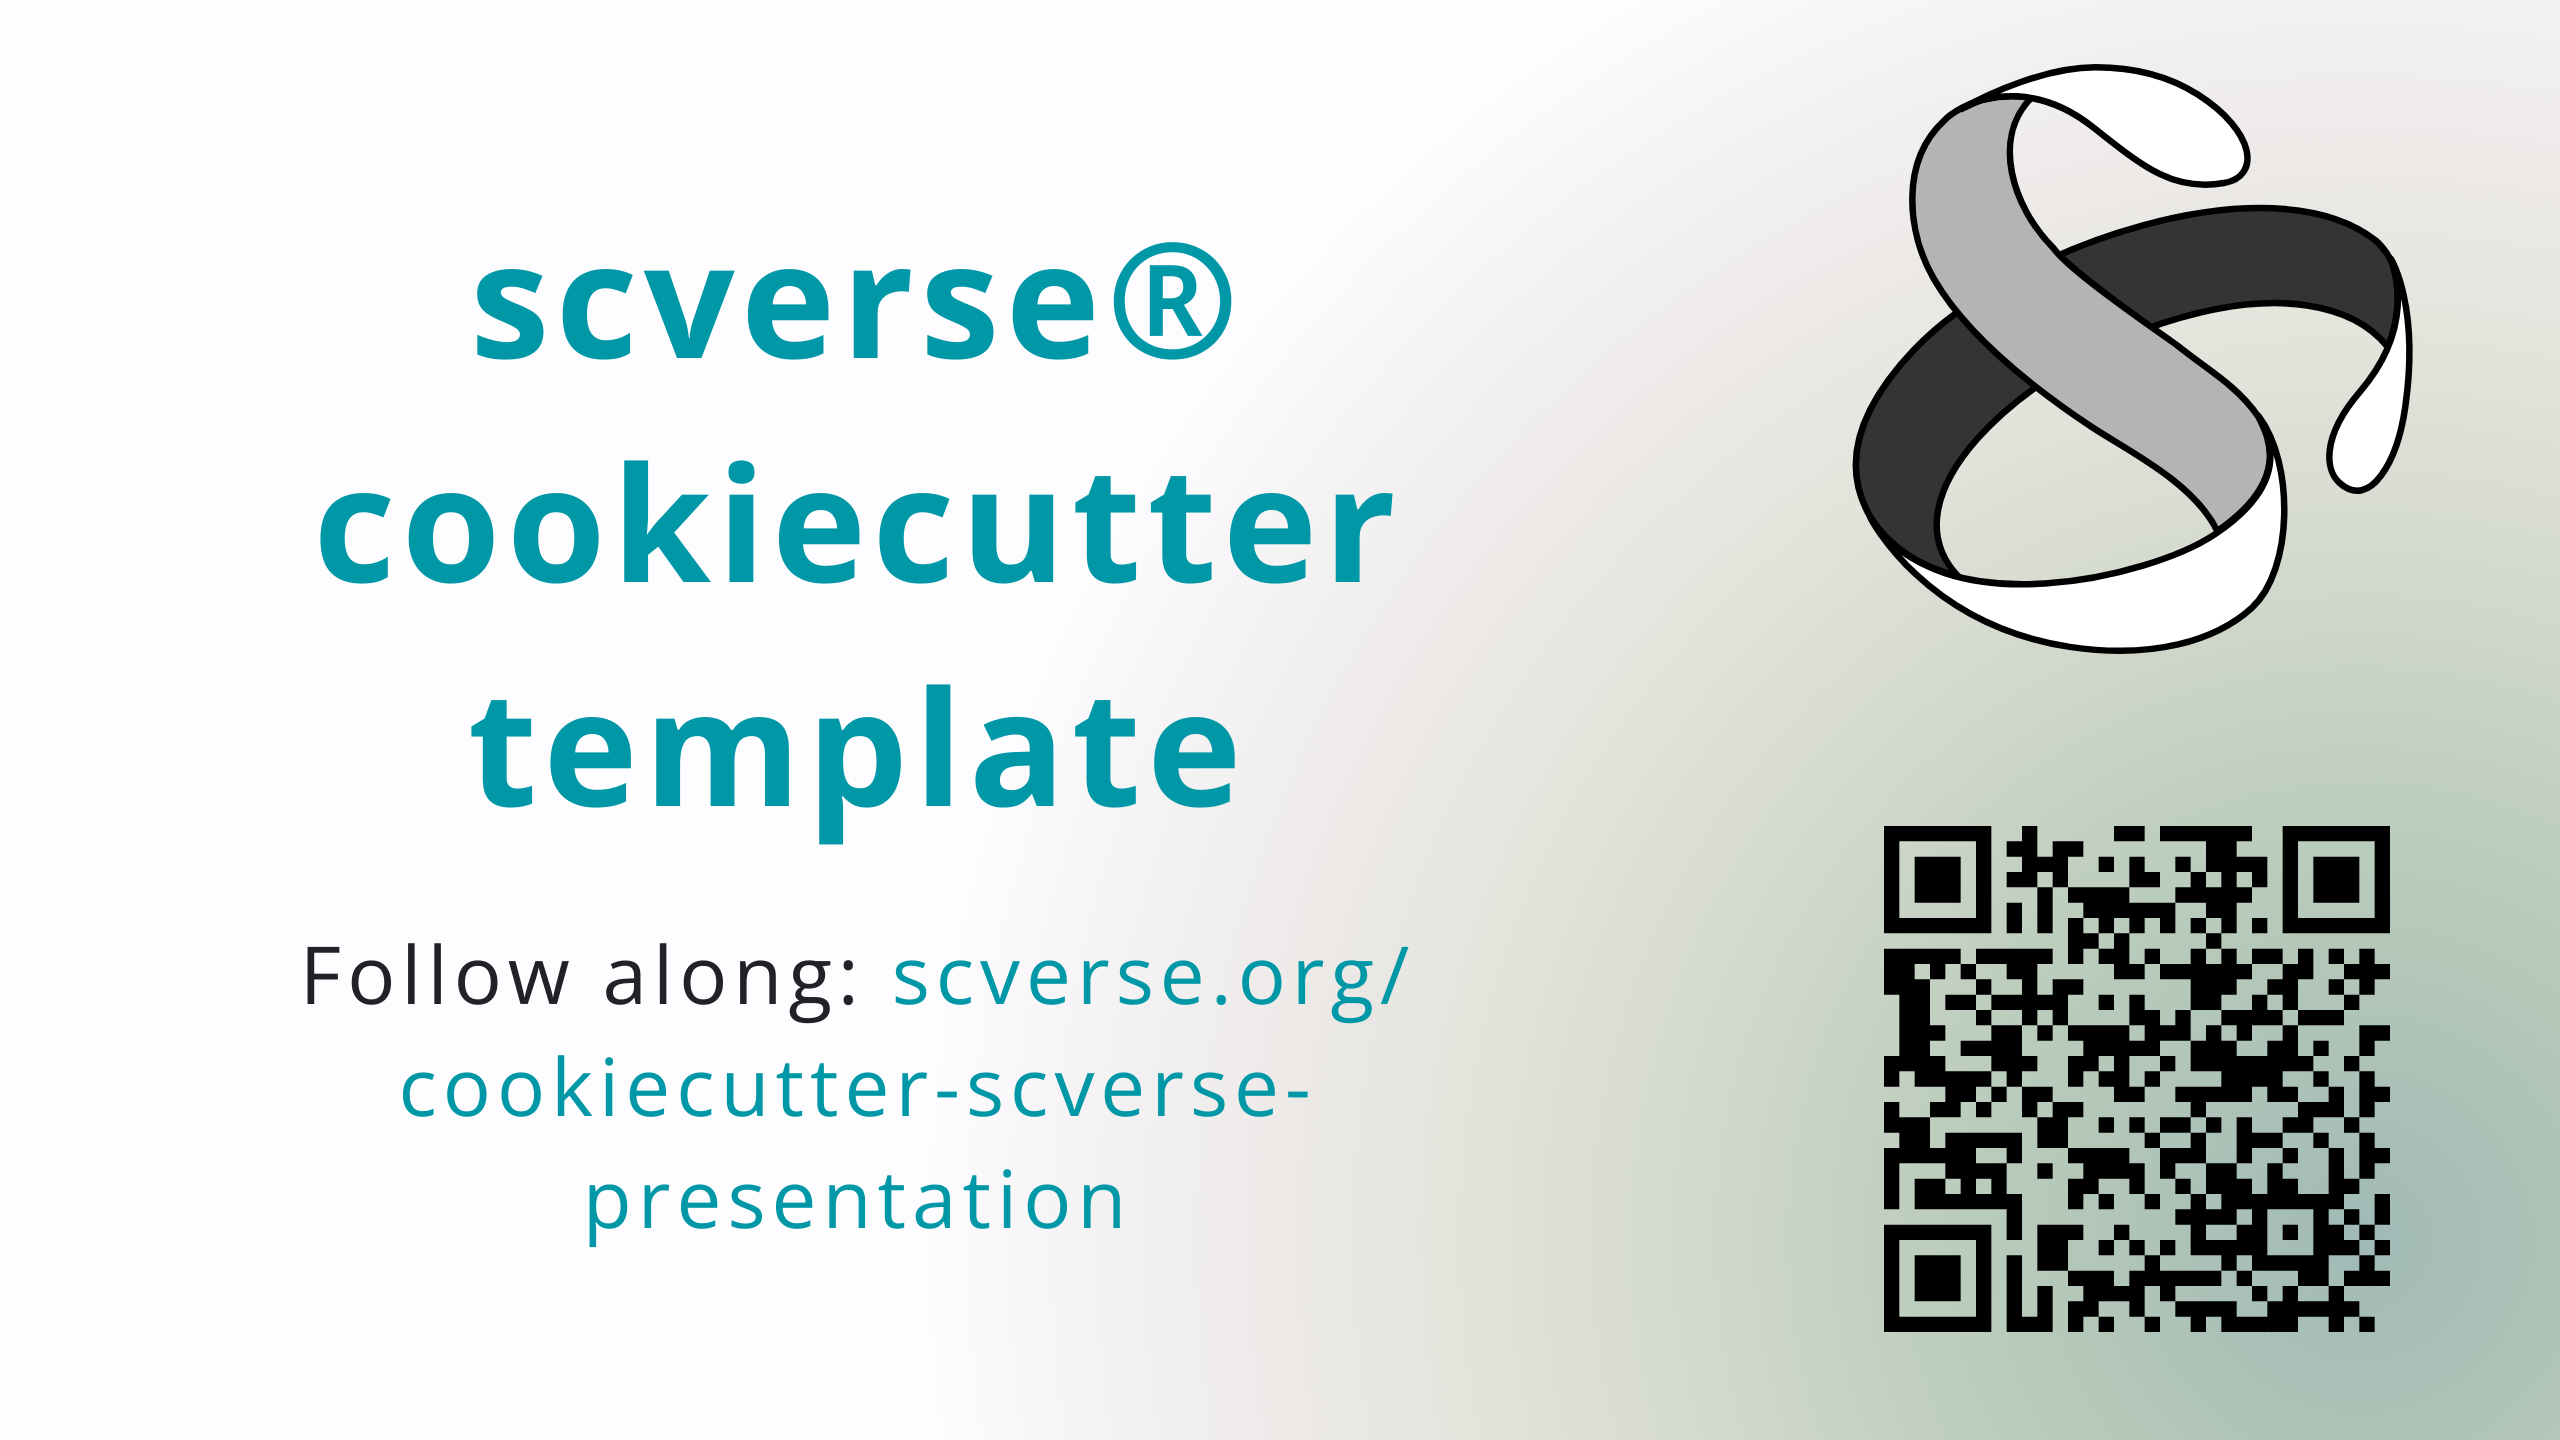 scverse®
cookiecutter
template
Follow along: scverse.org/
cookiecutter-scverse-
presentation